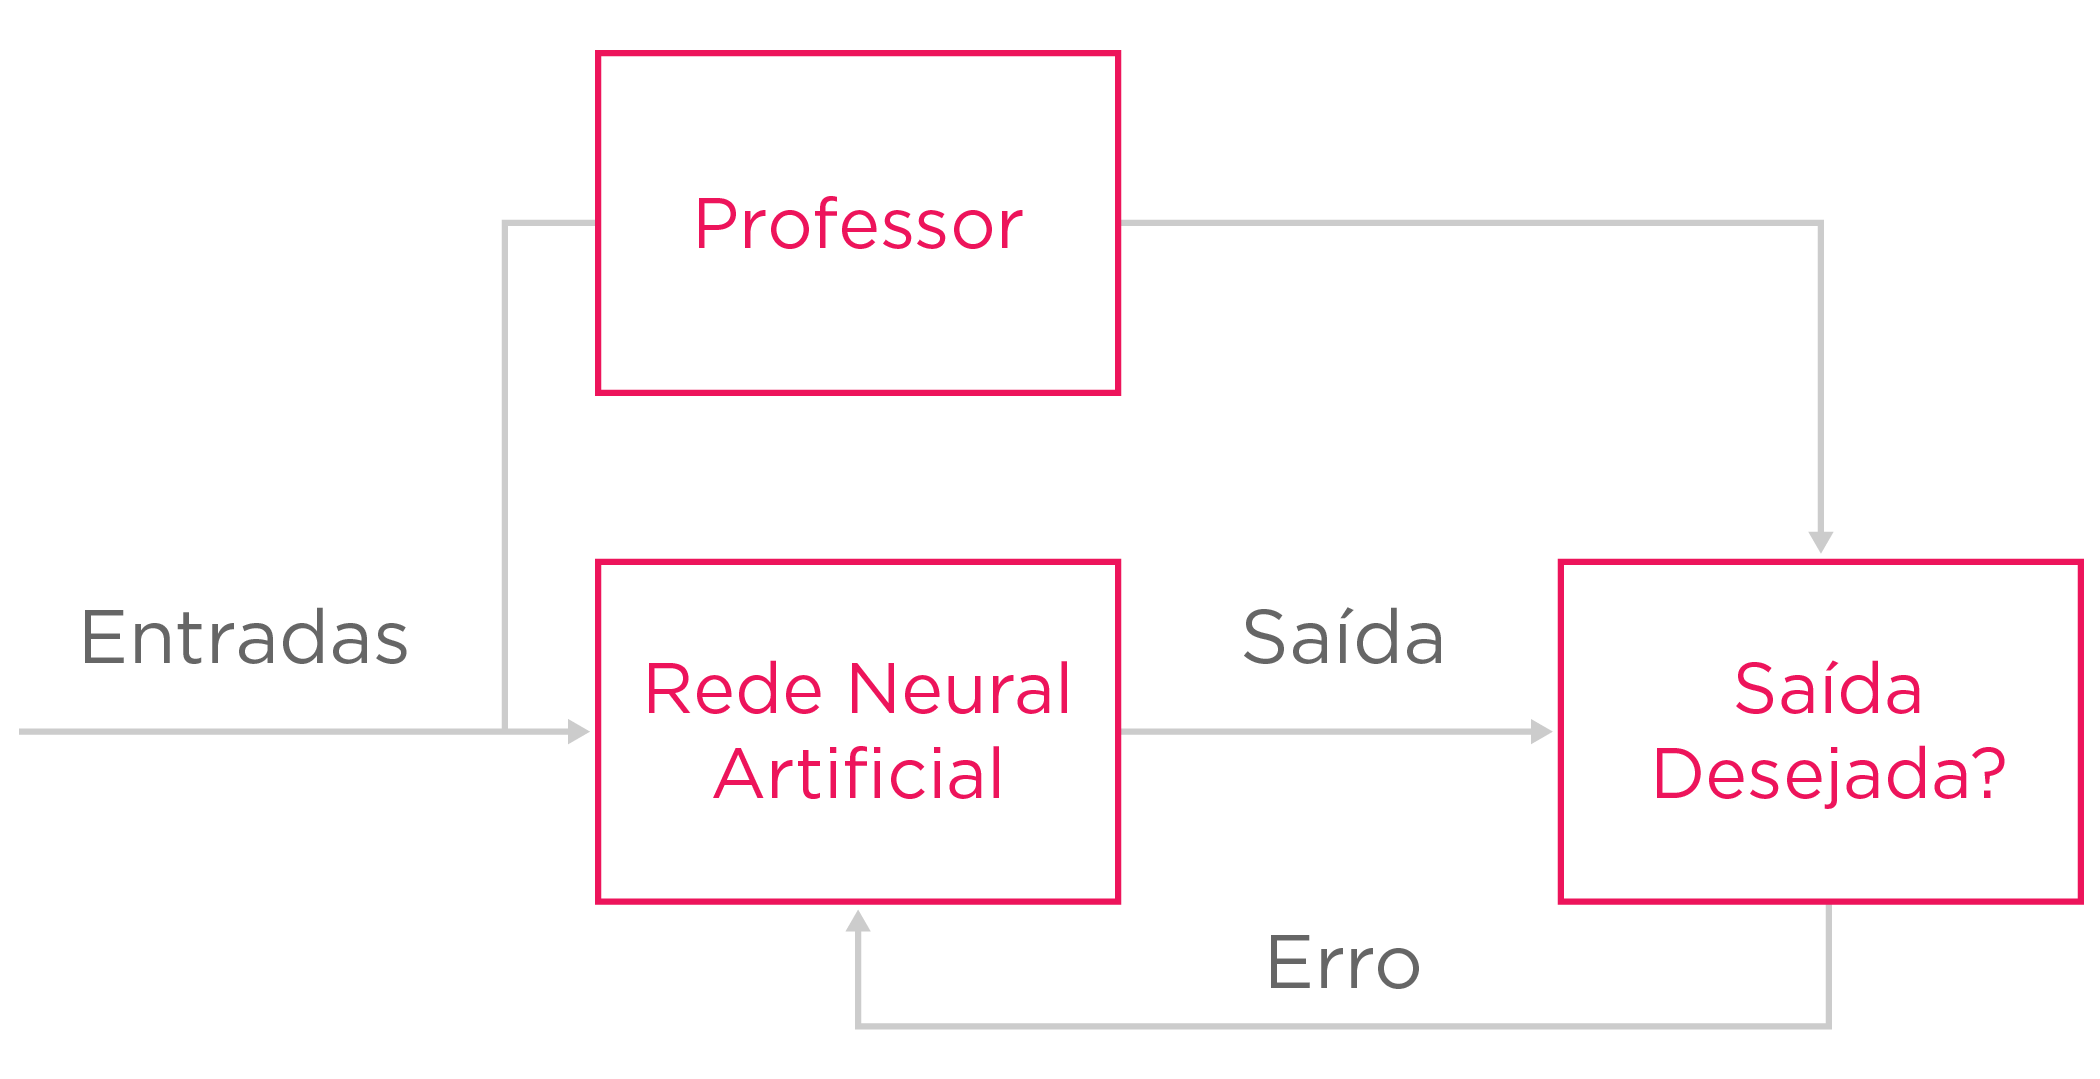 Professor
Entradas
Rede Neural
Artificial
Saída
Saída
Desejada?
Erro